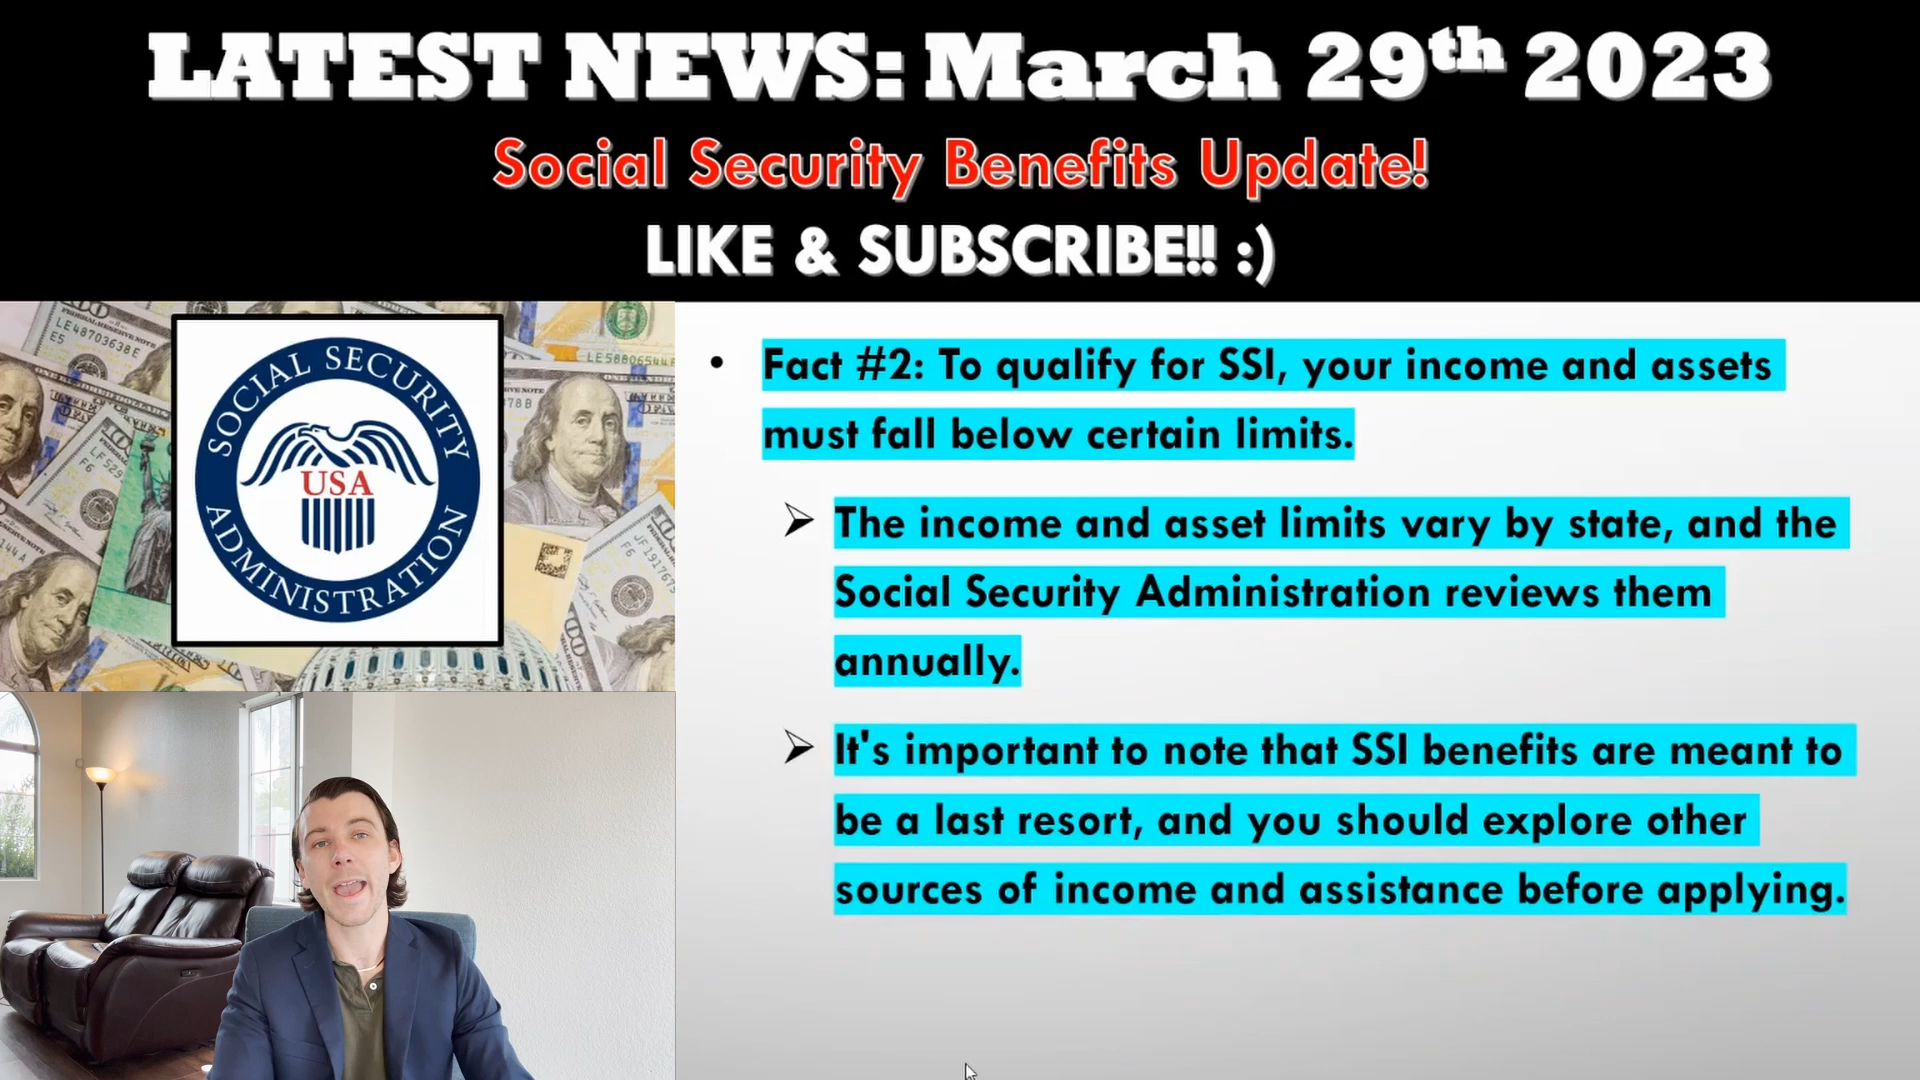 LATEST NEWS: March 29th 2023
Social Security Benefits Update!
LIKE & SUBSCRIBE!! :)
SOCIAL SECURITY
USA
ADMINISTRATION
LE48703638E
E5
• Fact #2: To qualify for SSI, your income and assets
must fall below certain limits.
➢ The income and asset limits vary by state, and the
Social Security Administration reviews them
annually.
➢ It's important to note that SSI benefits are meant to
be a last resort, and you should explore other
sources of income and assistance before applying.